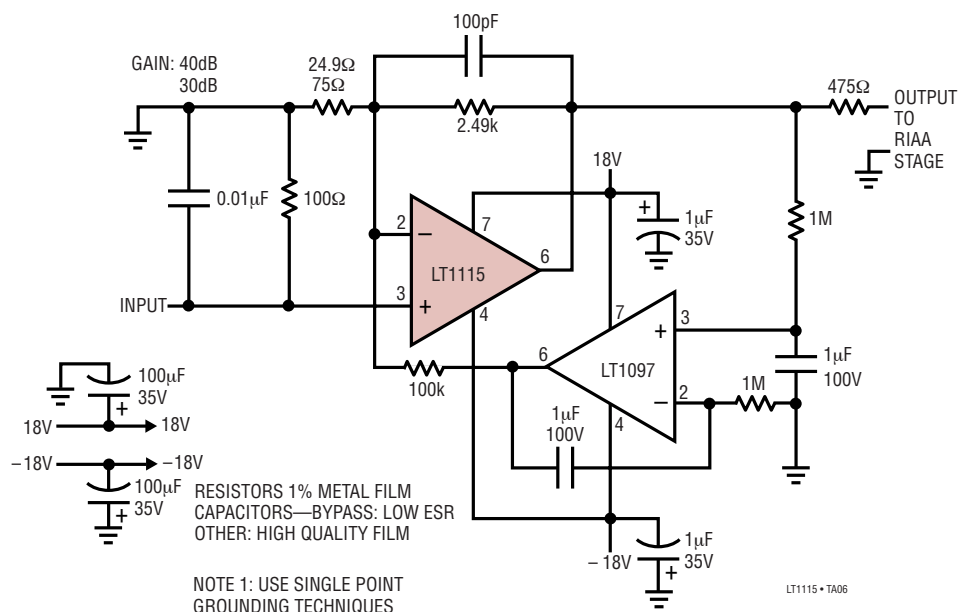 100pF
GAIN: 40dB
30dB
24.9Ω
75Ω
2.49k
475Ω
OUTPUT
TO
RIAA
STAGE
0.01µF
100Ω
18V
+
1µF
35V
1M
2
−
7
LT1115
6
3
+
4
INPUT
7
3
+
6
LT1097
2
−
4
1M
1µF
100V
100k
1µF
100V
100µF
35V
+
18V
18V
−18V
−18V
100µF
35V
+
RESISTORS 1% METAL FILM
CAPACITORS—BYPASS: LOW ESR
OTHER: HIGH QUALITY FILM
−18V
1µF
35V
+
NOTE 1: USE SINGLE POINT
GROUNDING TECHNIQUES
LT1115 • TA06